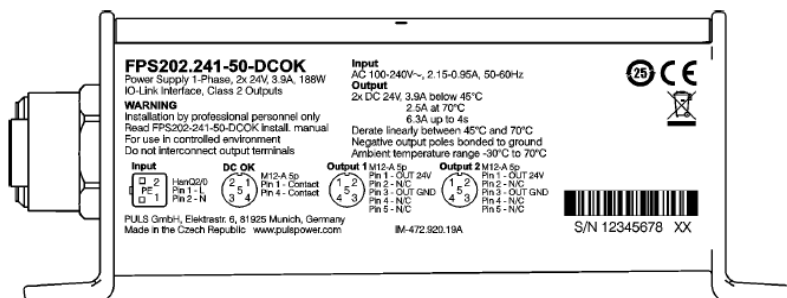 FPS202.241-50-DCOK
Power Supply 1-Phase, 2x 24V, 3.9A, 188W
IO-Link Interface, Class 2 Outputs
WARNING
Installation by professional personnel only
Read FPS202-241-50-DCOK install. manual
For use in controlled environment
Do not interconnect output terminals
Input
AC 100-240V~, 2.15-0.95A, 50-60Hz
Output
2x DC 24V, 3.9A below 45°C
2.5A at 70°C
6.3A up to 4s
Derate linearly between 45°C and 70°C
Negative output poles bonded to ground
Ambient temperature range -30°C to 70°C
25 CE
Input
2
PE
1
HanQ2/0
Pin 1 - L
Pin 2 - N
DC OK
2 1
5
3 4
M12-A 5p
Pin 1 - Contact
Pin 4 - Contact
Output 1
1 2
5
4 3
M12-A 5p
Pin 1 - OUT 24V
Pin 2 - N/C
Pin 3 - OUT GND
Pin 4 - N/C
Pin 5 - N/C
Output 2
1 2
5
4 3
M12-A 5p
Pin 1 - OUT 24V
Pin 2 - N/C
Pin 3 - OUT GND
Pin 4 - N/C
Pin 5 - N/C
PULS GmbH, Elektrastr. 6, 81925 Munich, Germany
Made in the Czech Republic www.pulspower.com
IM-472.920.19A
S/N 12345678 XX